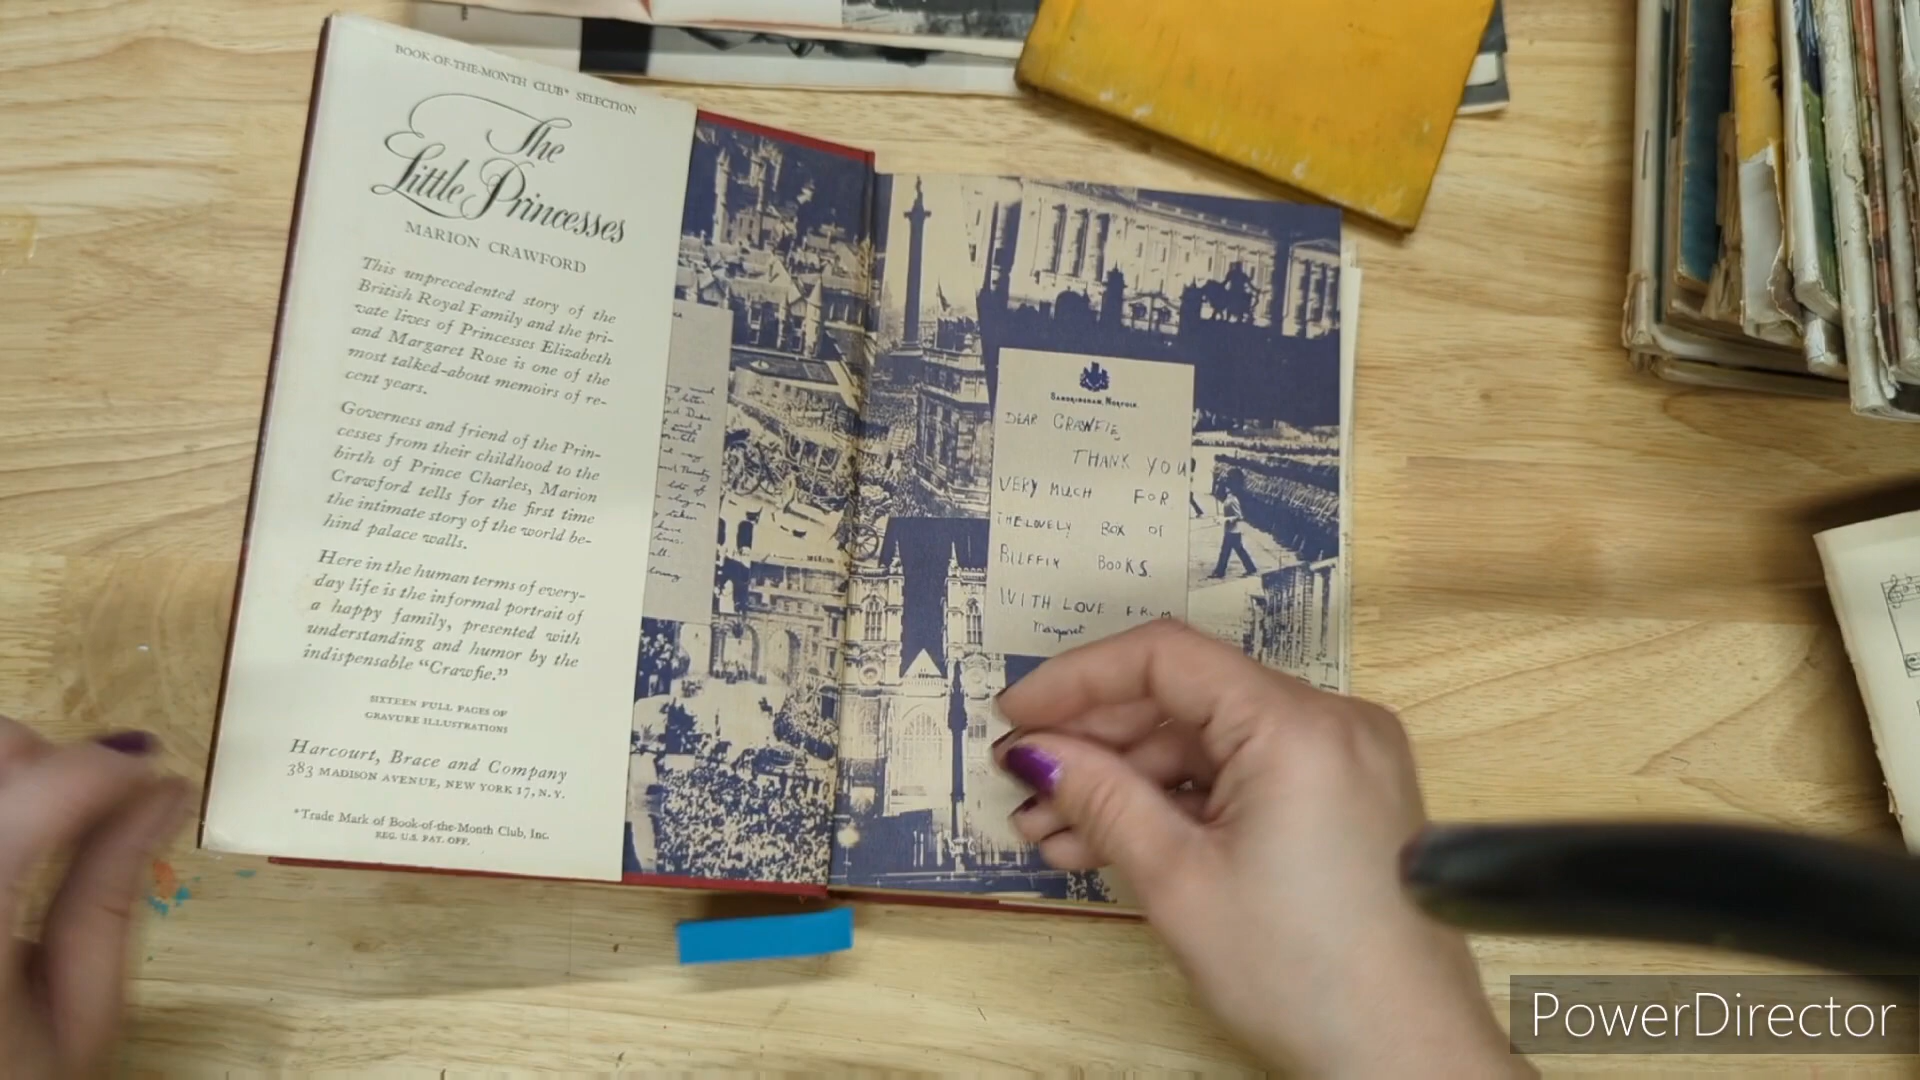 BOOK-OF-THE-MONTH CLUB* SELECTION
The
Little Princesses
MARION CRAWFORD
This unprecedented story of the
British Royal Family and the pri-
vate lives of Princesses Elizabeth
and Margaret Rose is one of the
most talked-about memoirs of re-
cent years.
Governess and friend of the Prin-
cesses from their childhood to the
birth of Prince Charles, Marion
Crawford tells for the first time
the intimate story of the world be-
hind palace walls.
Here in the human terms of every-
day life is the informal portrait of
a happy family, presented with
understanding and humor by the
indispensable “Crawfie.”
SIXTEEN FULL PAGES OF
GRAVURE ILLUSTRATIONS
Harcourt, Brace and Company
383 MADISON AVENUE, NEW YORK 17, N. Y.
*Trade Mark of Book-of-the-Month Club, Inc.
REG. U.S. PAT. OFF.
SANDRINGHAM, NORFOLK.
DEAR CRAWFIE,
THANK YOU
VERY MUCH FOR
THE LOVELY BOX OF
BOOKS.
WITH LOVE FROM
Margaret
PowerDirector